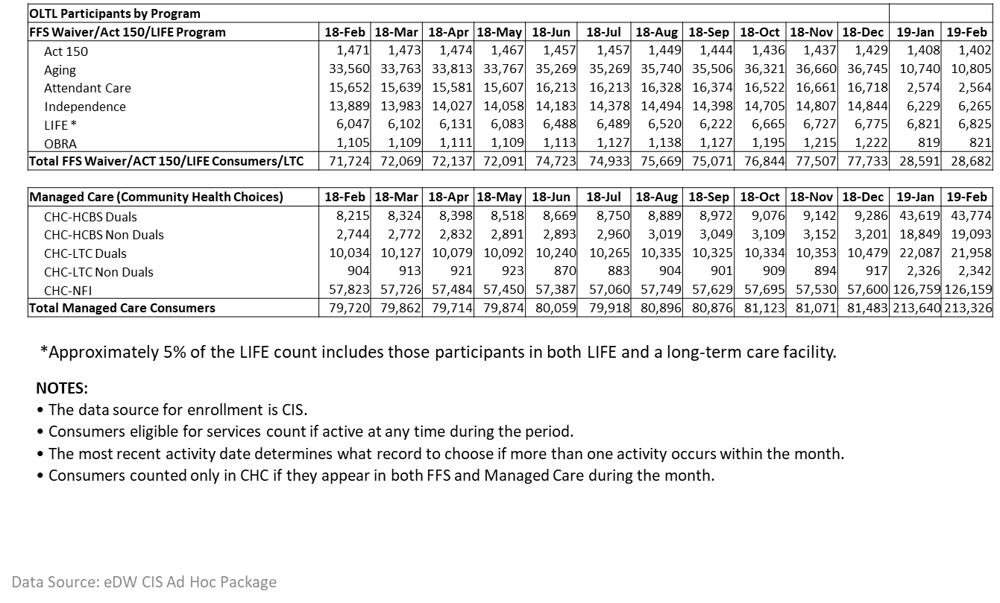 OLTL Participants by Program
FFS Waiver/Act 150/LIFE Program 18-Feb 18-Mar 18-Apr 18-May 18-Jun 18-Jul 18-Aug 18-Sep 18-Oct 18-Nov 18-Dec 19-Jan 19-Feb
Act 150 1,471 1,473 1,474 1,467 1,457 1,457 1,449 1,444 1,436 1,437 1,429 1,408 1,402
Aging 33,560 33,763 33,813 33,767 35,269 35,269 35,740 35,506 36,321 36,660 36,745 10,740 10,805
Attendant Care 15,652 15,639 15,581 15,607 16,213 16,213 16,328 16,374 16,522 16,661 16,718 2,574 2,564
Independence 13,889 13,983 14,027 14,058 14,183 14,378 14,494 14,398 14,705 14,807 14,844 6,229 6,265
LIFE * 6,047 6,102 6,131 6,083 6,488 6,489 6,520 6,222 6,665 6,727 6,775 6,821 6,825
OBRA 1,105 1,109 1,111 1,109 1,113 1,127 1,138 1,127 1,195 1,215 1,222 819 821
Total FFS Waiver/ACT 150/LIFE Consumers/LTC 71,724 72,069 72,137 72,091 74,723 74,933 75,669 75,071 76,844 77,507 77,733 28,591 28,682
Managed Care (Community Health Choices) 18-Feb 18-Mar 18-Apr 18-May 18-Jun 18-Jul 18-Aug 18-Sep 18-Oct 18-Nov 18-Dec 19-Jan 19-Feb
CHC-HCBS Duals 8,215 8,324 8,398 8,518 8,669 8,750 8,889 8,972 9,076 9,142 9,286 43,619 43,774
CHC-HCBS Non Duals 2,744 2,772 2,832 2,891 2,893 2,960 3,019 3,049 3,109 3,152 3,201 18,849 19,093
CHC-LTC Duals 10,034 10,127 10,079 10,092 10,240 10,265 10,335 10,325 10,334 10,353 10,479 22,087 21,958
CHC-LTC Non Duals 904 913 921 923 870 883 904 901 909 894 917 2,326 2,342
CHC-NFI 57,823 57,726 57,484 57,450 57,387 57,060 57,749 57,629 57,695 57,530 57,600 126,759 126,159
Total Managed Care Consumers 79,720 79,862 79,714 79,874 80,059 79,918 80,896 80,876 81,123 81,071 81,483 213,640 213,326
*Approximately 5% of the LIFE count includes those participants in both LIFE and a long-term care facility.
NOTES:
• The data source for enrollment is CIS.
• Consumers eligible for services count if active at any time during the period.
• The most recent activity date determines what record to choose if more than one activity occurs within the month.
• Consumers counted only in CHC if they appear in both FFS and Managed Care during the month.
Data Source: eDW CIS Ad Hoc Package